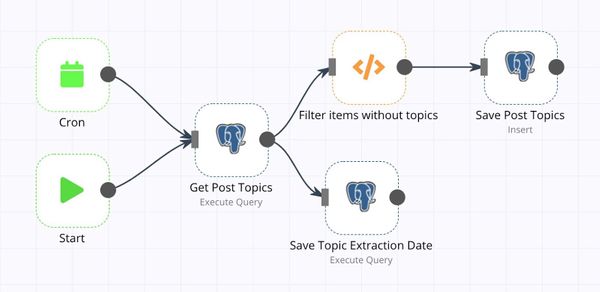 Cron
Start
Get Post Topics
Execute Query
Filter items without topics
Save Post Topics
Insert
Save Topic Extraction Date
Execute Query